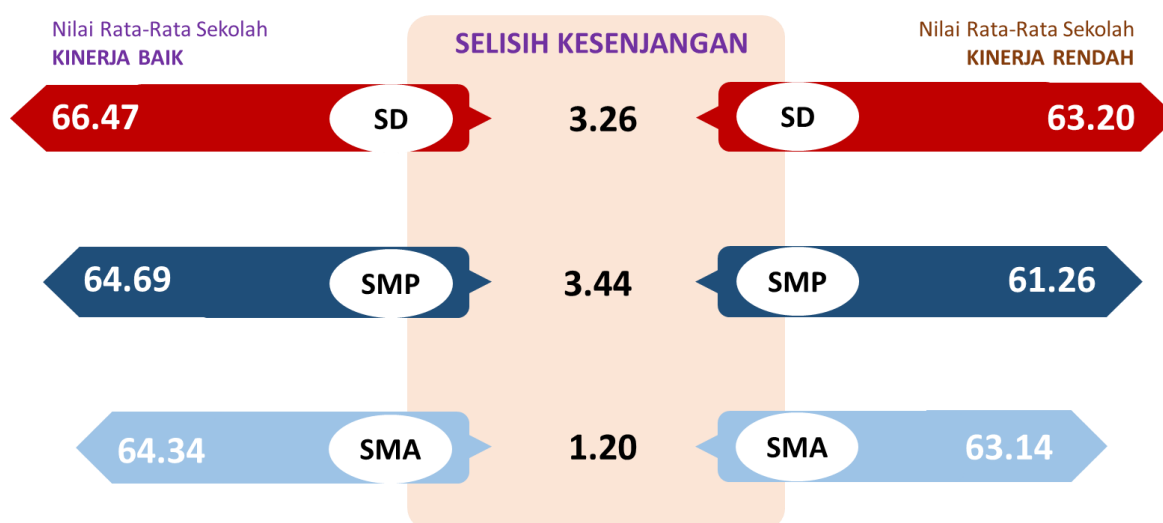 Nilai Rata-Rata Sekolah
KINERJA BAIK
SELISIH KESENJANGAN
Nilai Rata-Rata Sekolah
KINERJA RENDAH
66.47 SD 3.26 SD 63.20
64.69 SMP 3.44 SMP 61.26
64.34 SMA 1.20 SMA 63.14